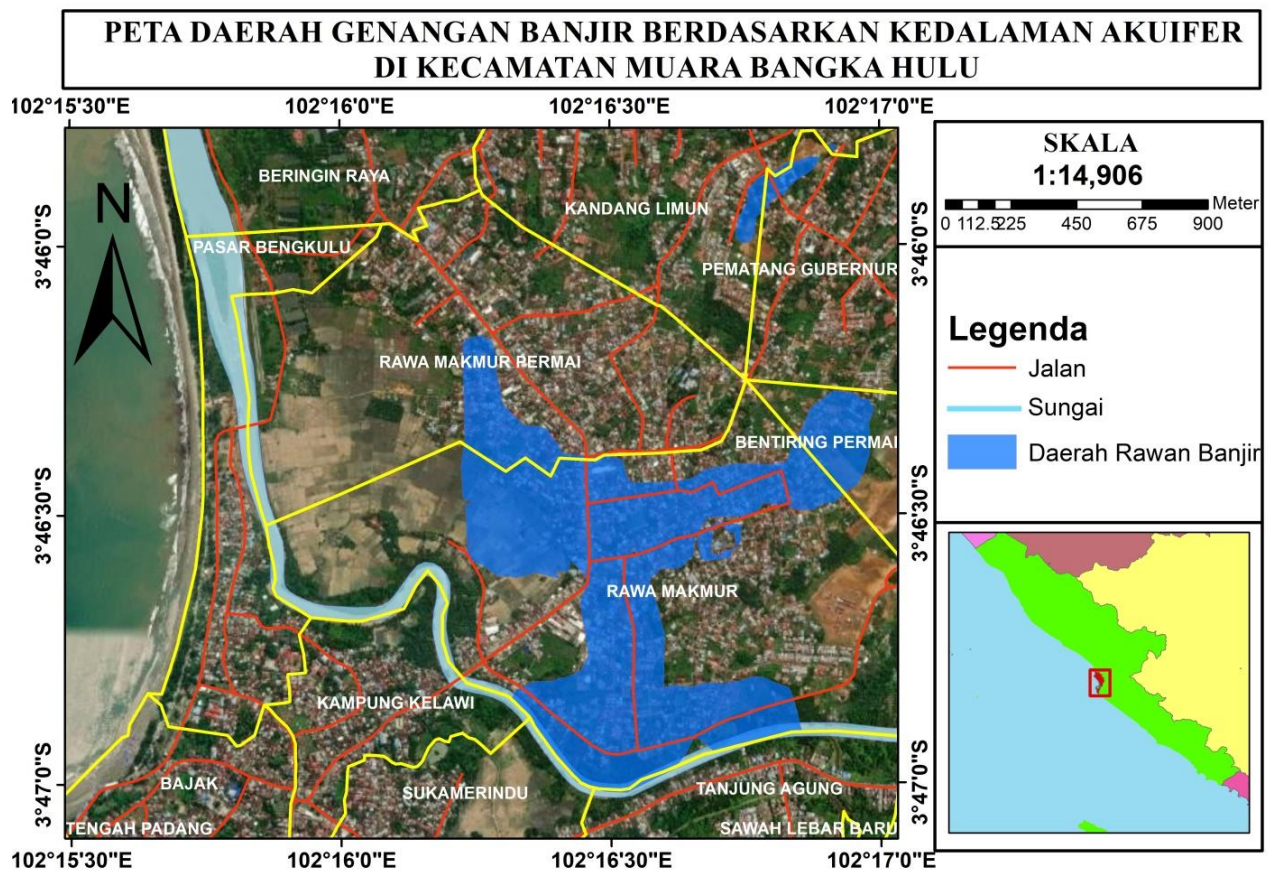 PETA DAERAH GENANGAN BANJIR BERDASARKAN KEDALAMAN AKUIFER
DI KECAMATAN MUARA BANGKA HULU
102°15'30"E 102°16'0"E 102°16'30"E 102°17'0"E
3°46'0"S
3°46'30"S
3°47'0"S
N
BERINGIN RAYA
KANDANG LIMUN
PASAR BENGKULU
PEMATANG GUBERNUR
RAWA MAKMUR PERMAI
BENTIRING PERMAI
RAWA MAKMUR
KAMPUNG KELAWI
BAJAK
SUKAMERINDU
TANJUNG AGUNG
TENGAH PADANG
SAWAH LEBAR BARU
3°46'0"S
3°46'30"S
3°47'0"S
102°15'30"E 102°16'0"E 102°16'30"E 102°17'0"E
SKALA
1:14,906
Meter
0 112.5 225 450 675 900
Legenda
Jalan
Sungai
Daerah Rawan Banjir